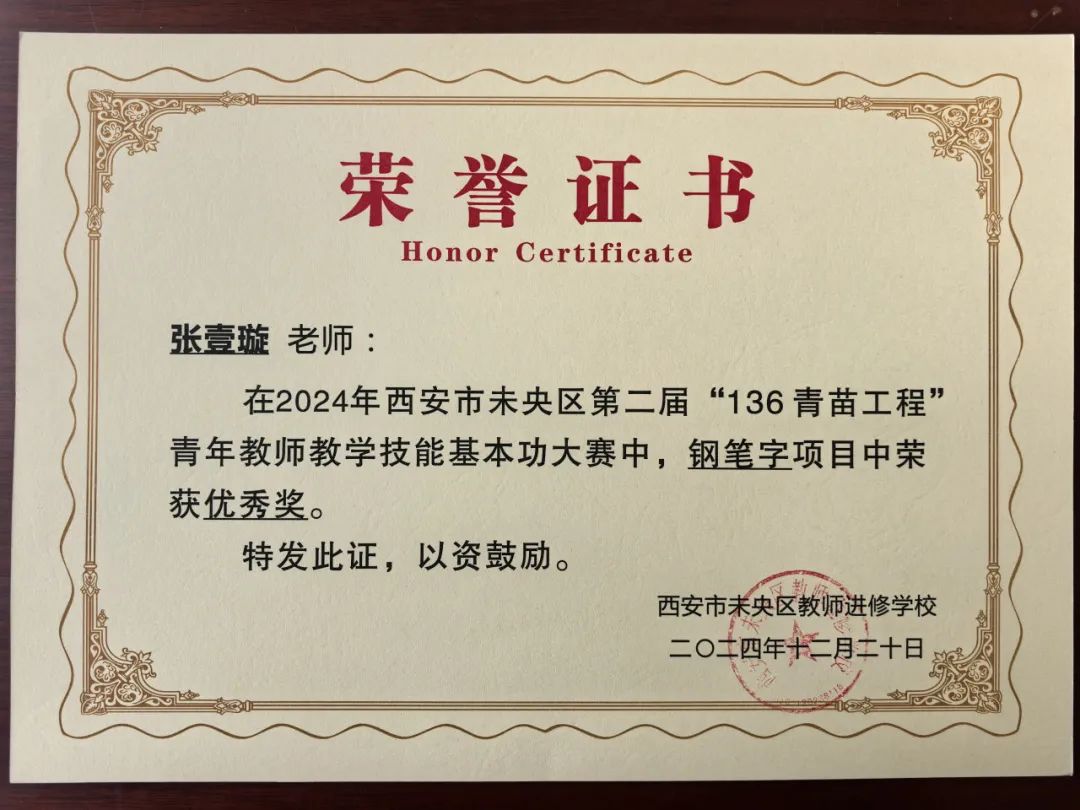 荣誉证书
Honor Certificate
张壹璇 老师：
在2024年西安市未央区第二届“136青苗工程”
青年教师教学技能基本功大赛中，钢笔字项目中荣
获优秀奖。
特发此证，以资鼓励。
西安市未央区教师进修学校
二〇二四年十二月二十日